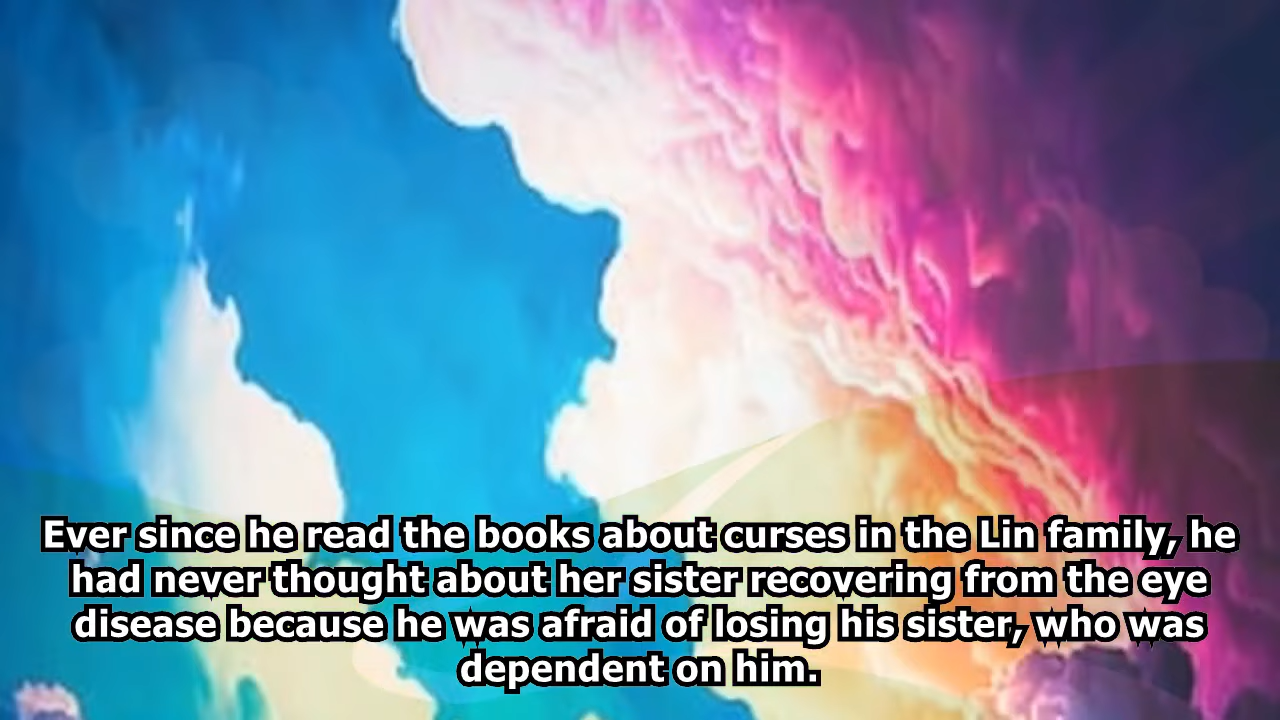 Ever since he read the books about curses in the Lin family, he
had never thought about her sister recovering from the eye
disease because he was afraid of losing his sister, who was
dependent on him.